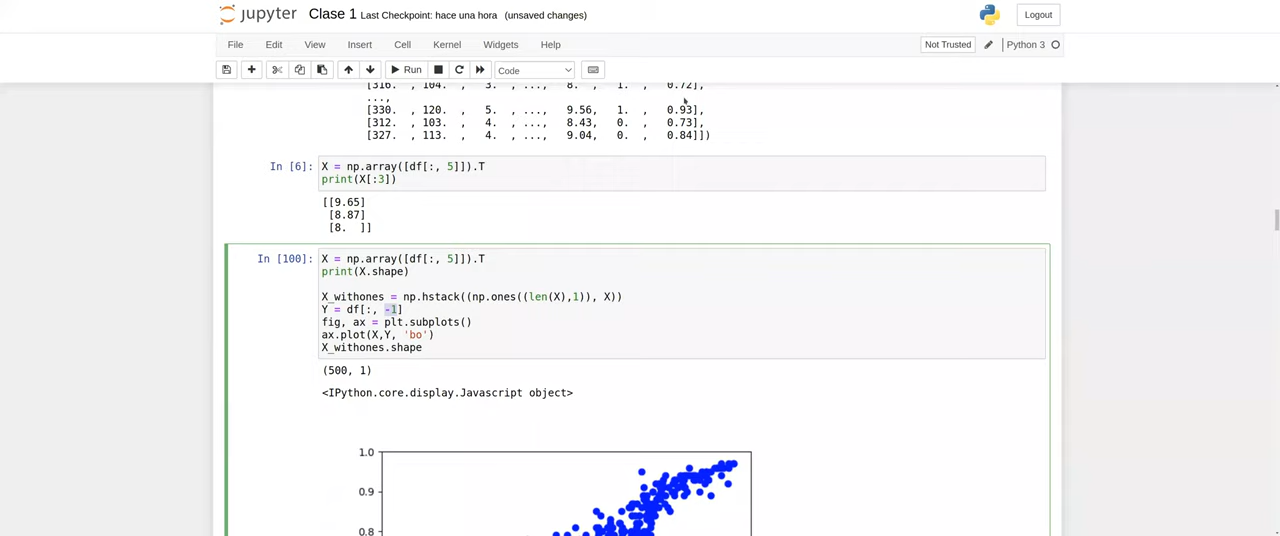 jupyter Clase 1 Last Checkpoint: hace una hora (unsaved changes) Logout
File Edit View Insert Cell Kernel Widgets Help Not Trusted Python 3
Run Code
[316. , 104. , 3. , ..., 8. , 1. , 0.72],
...,
[330. , 120. , 5. , ..., 9.56, 1. , 0.93],
[312. , 103. , 4. , ..., 8.43, 0. , 0.73],
[327. , 113. , 4. , ..., 9.04, 0. , 0.84]])
In [6]: X = np.array([df[:, 5]]).T
print(X[:3])
[[9.65]
[8.87]
[8. ]]
In [100]: X = np.array([df[:, 5]]).T
print(X.shape)
X_withones = np.hstack((np.ones((len(X),1)), X))
Y = df[:, -1]
fig, ax = plt.subplots()
ax.plot(X,Y, 'bo')
X_withones.shape
(500, 1)
<IPython.core.display.Javascript object>
1.0
0.9
0.8